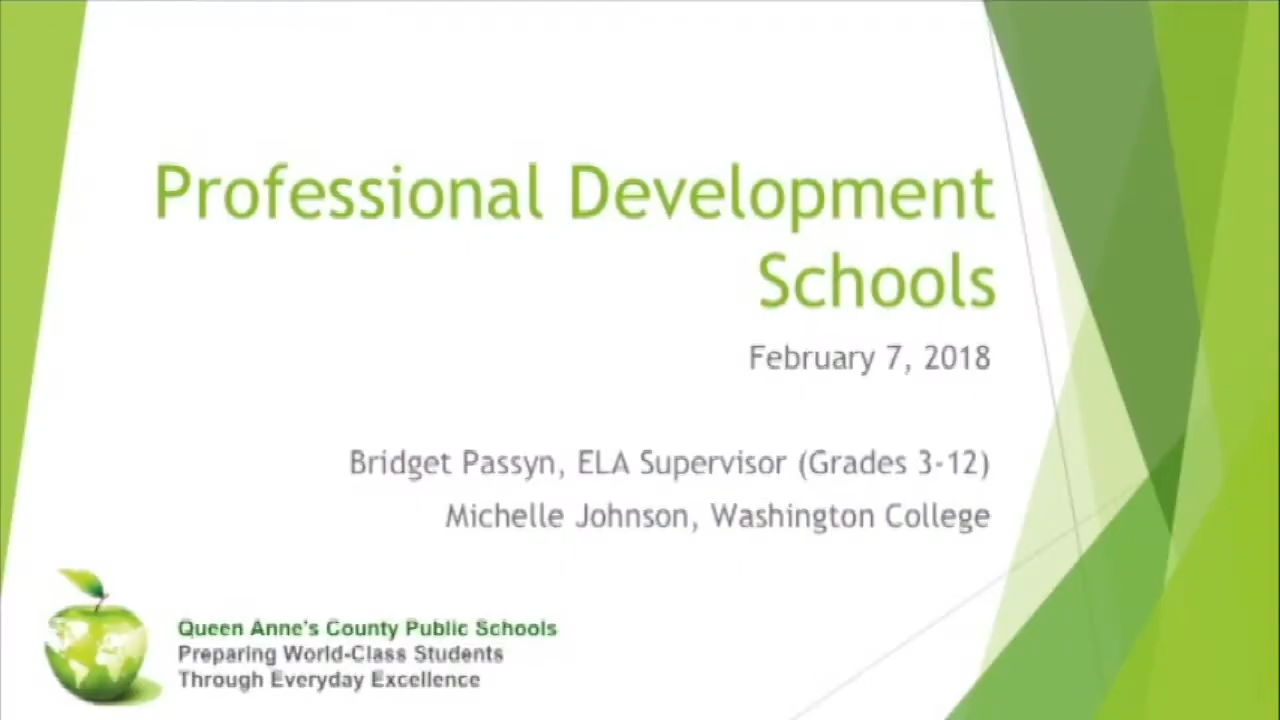 Professional Development
Schools
February 7, 2018
Bridget Passyn, ELA Supervisor (Grades 3-12)
Michelle Johnson, Washington College
Queen Anne's County Public Schools
Preparing World-Class Students
Through Everyday Excellence